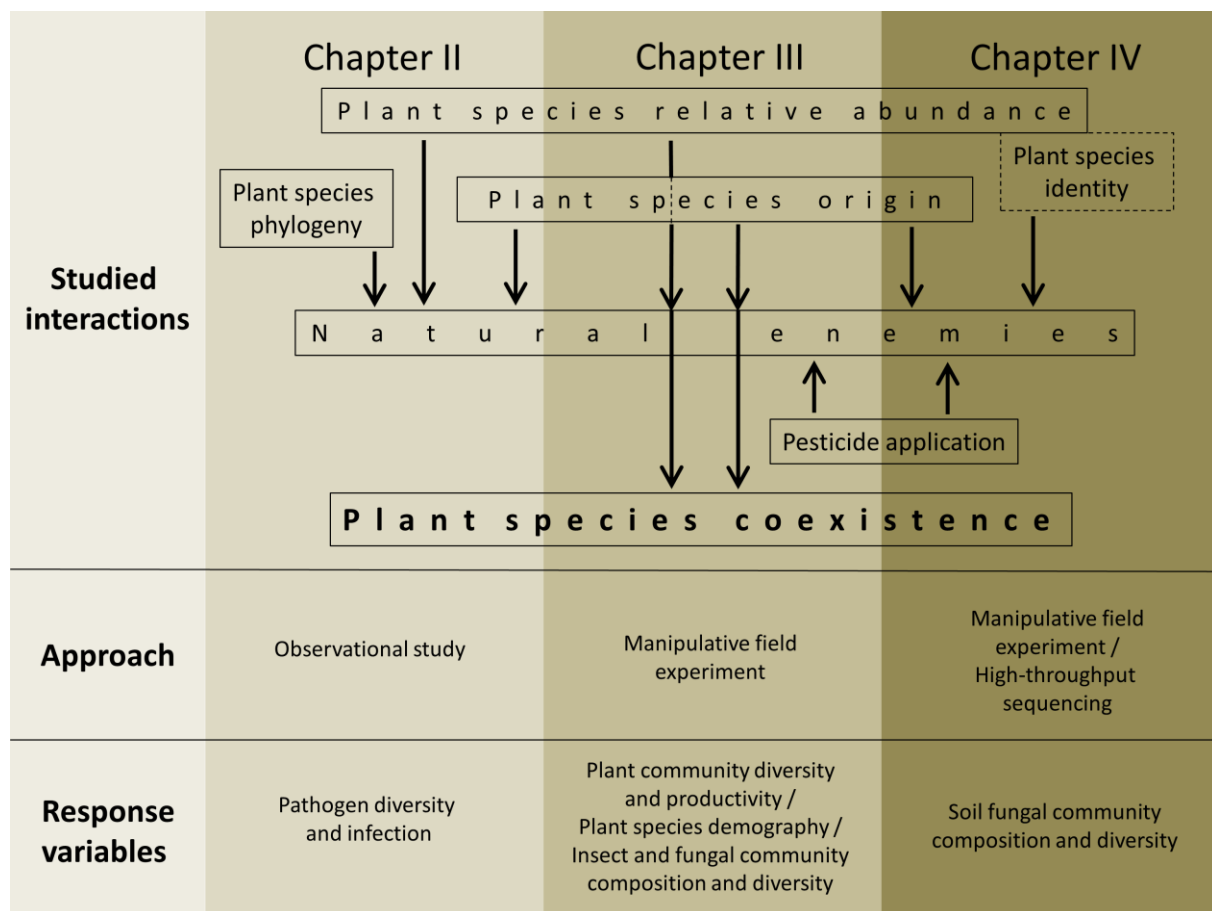 Chapter II
Chapter III
Chapter IV
Plant species relative abundance
Plant species
identity
Plant species
phylogeny
Plant species origin
Studied
interactions
Natural enemies
Pesticide application
Plant species coexistence
Approach
Observational study
Manipulative field
experiment
Manipulative field
experiment /
High-throughput
sequencing
Response
variables
Pathogen diversity
and infection
Plant community diversity
and productivity /
Plant species demography /
Insect and fungal community
composition and diversity
Soil fungal community
composition and diversity